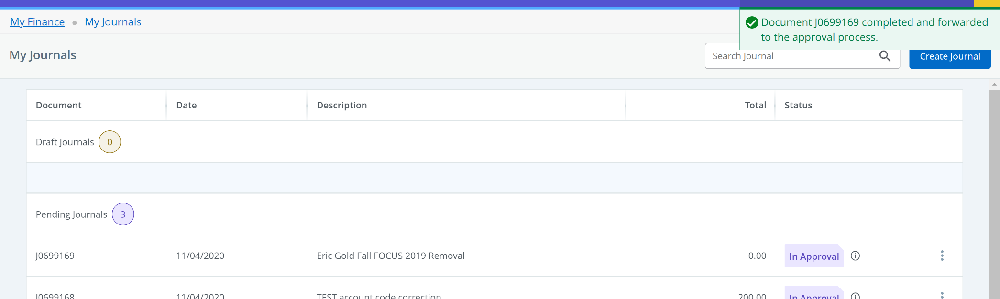 My Finance My Journals
Document J0699169 completed and forwarded
to the approval process.
My Journals
Search Journal
Create Journal
Document Date Description Total Status
Draft Journals 0
Pending Journals 3
J0699169 11/04/2020 Eric Gold Fall FOCUS 2019 Removal 0.00 In Approval
J0699168 11/04/2020 TEST account code correction 200.00 In Approval